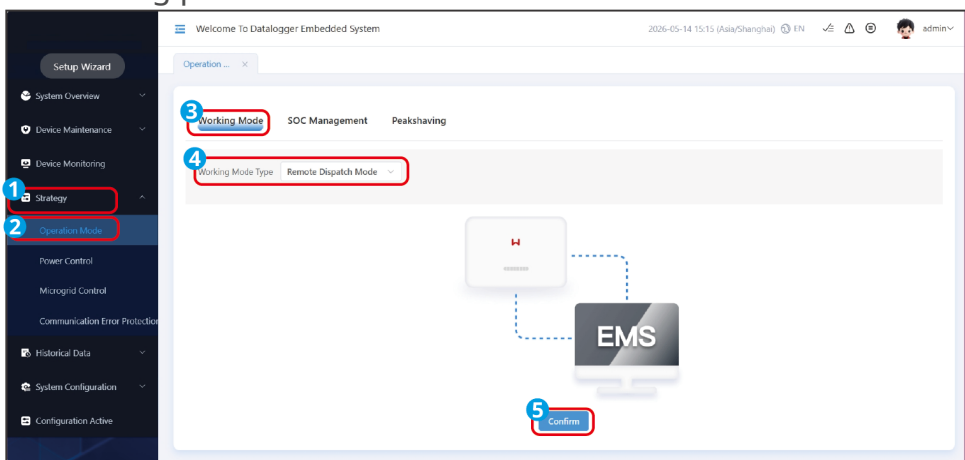 Welcome To Datalogger Embedded System
2026-05-14 15:15 (Asia/Shanghai) EN
admin
Setup Wizard
Operation ... ×
System Overview
3
Working Mode SOC Management Peakshaving
Device Maintenance
4
Device Monitoring
Working Mode Type Remote Dispatch Mode
1
Strategy
2
Operation Mode
Power Control
Microgrid Control
Communication Error Protection
EMS
Historical Data
System Configuration
5
Configuration Active
Confirm